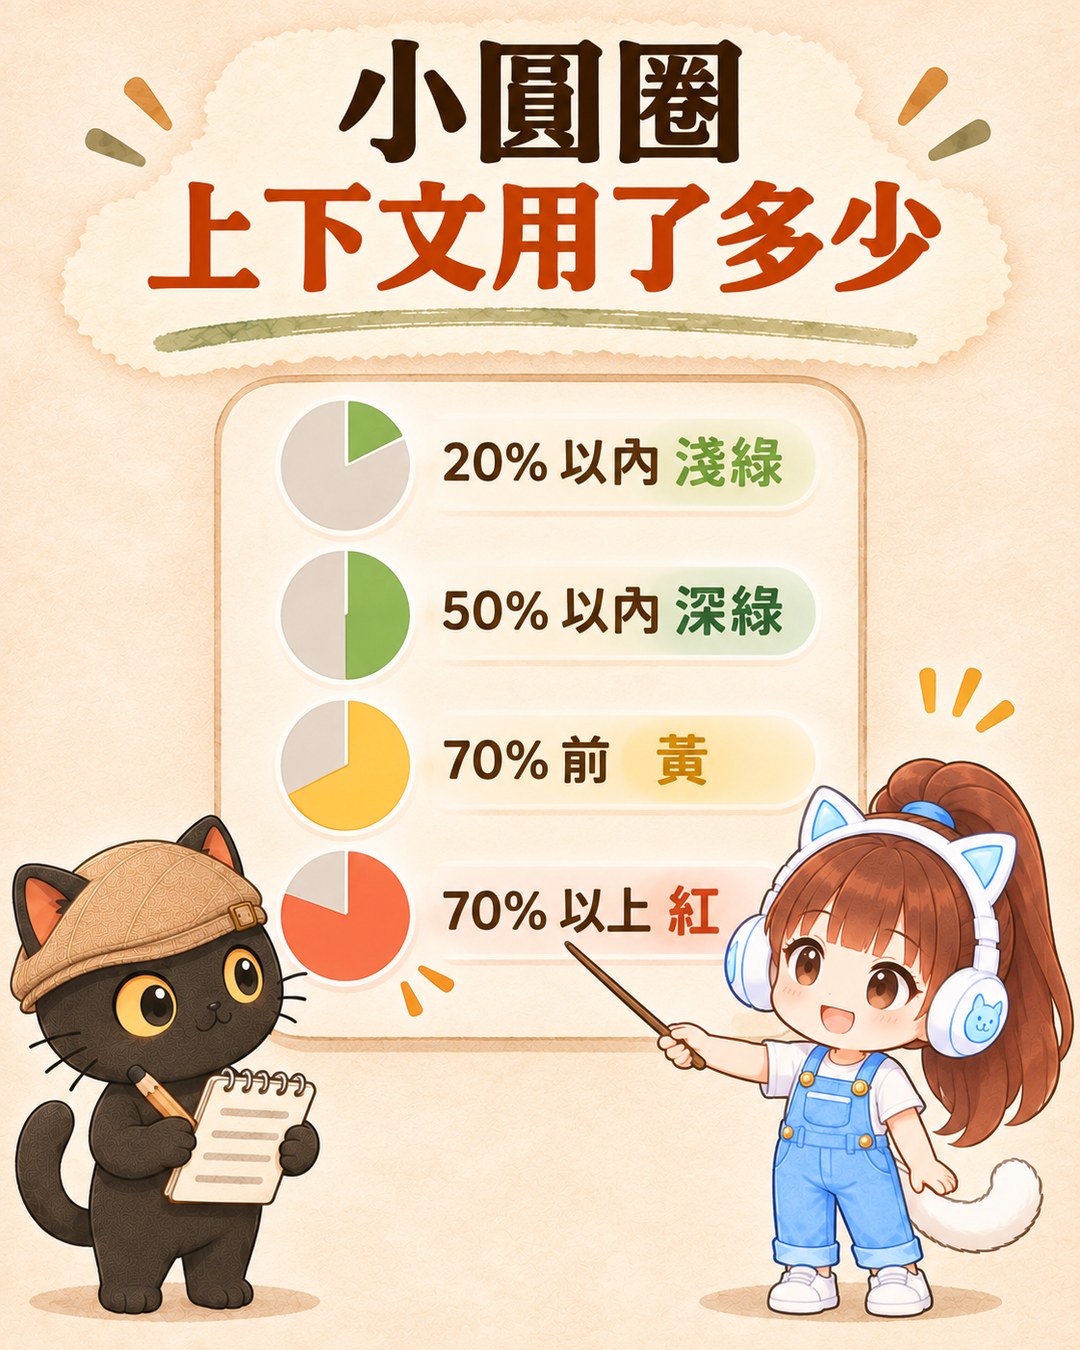 小圓圈
上下文用了多少
20% 以內 淺綠
50% 以內 深綠
70% 前 黃
70% 以上 紅